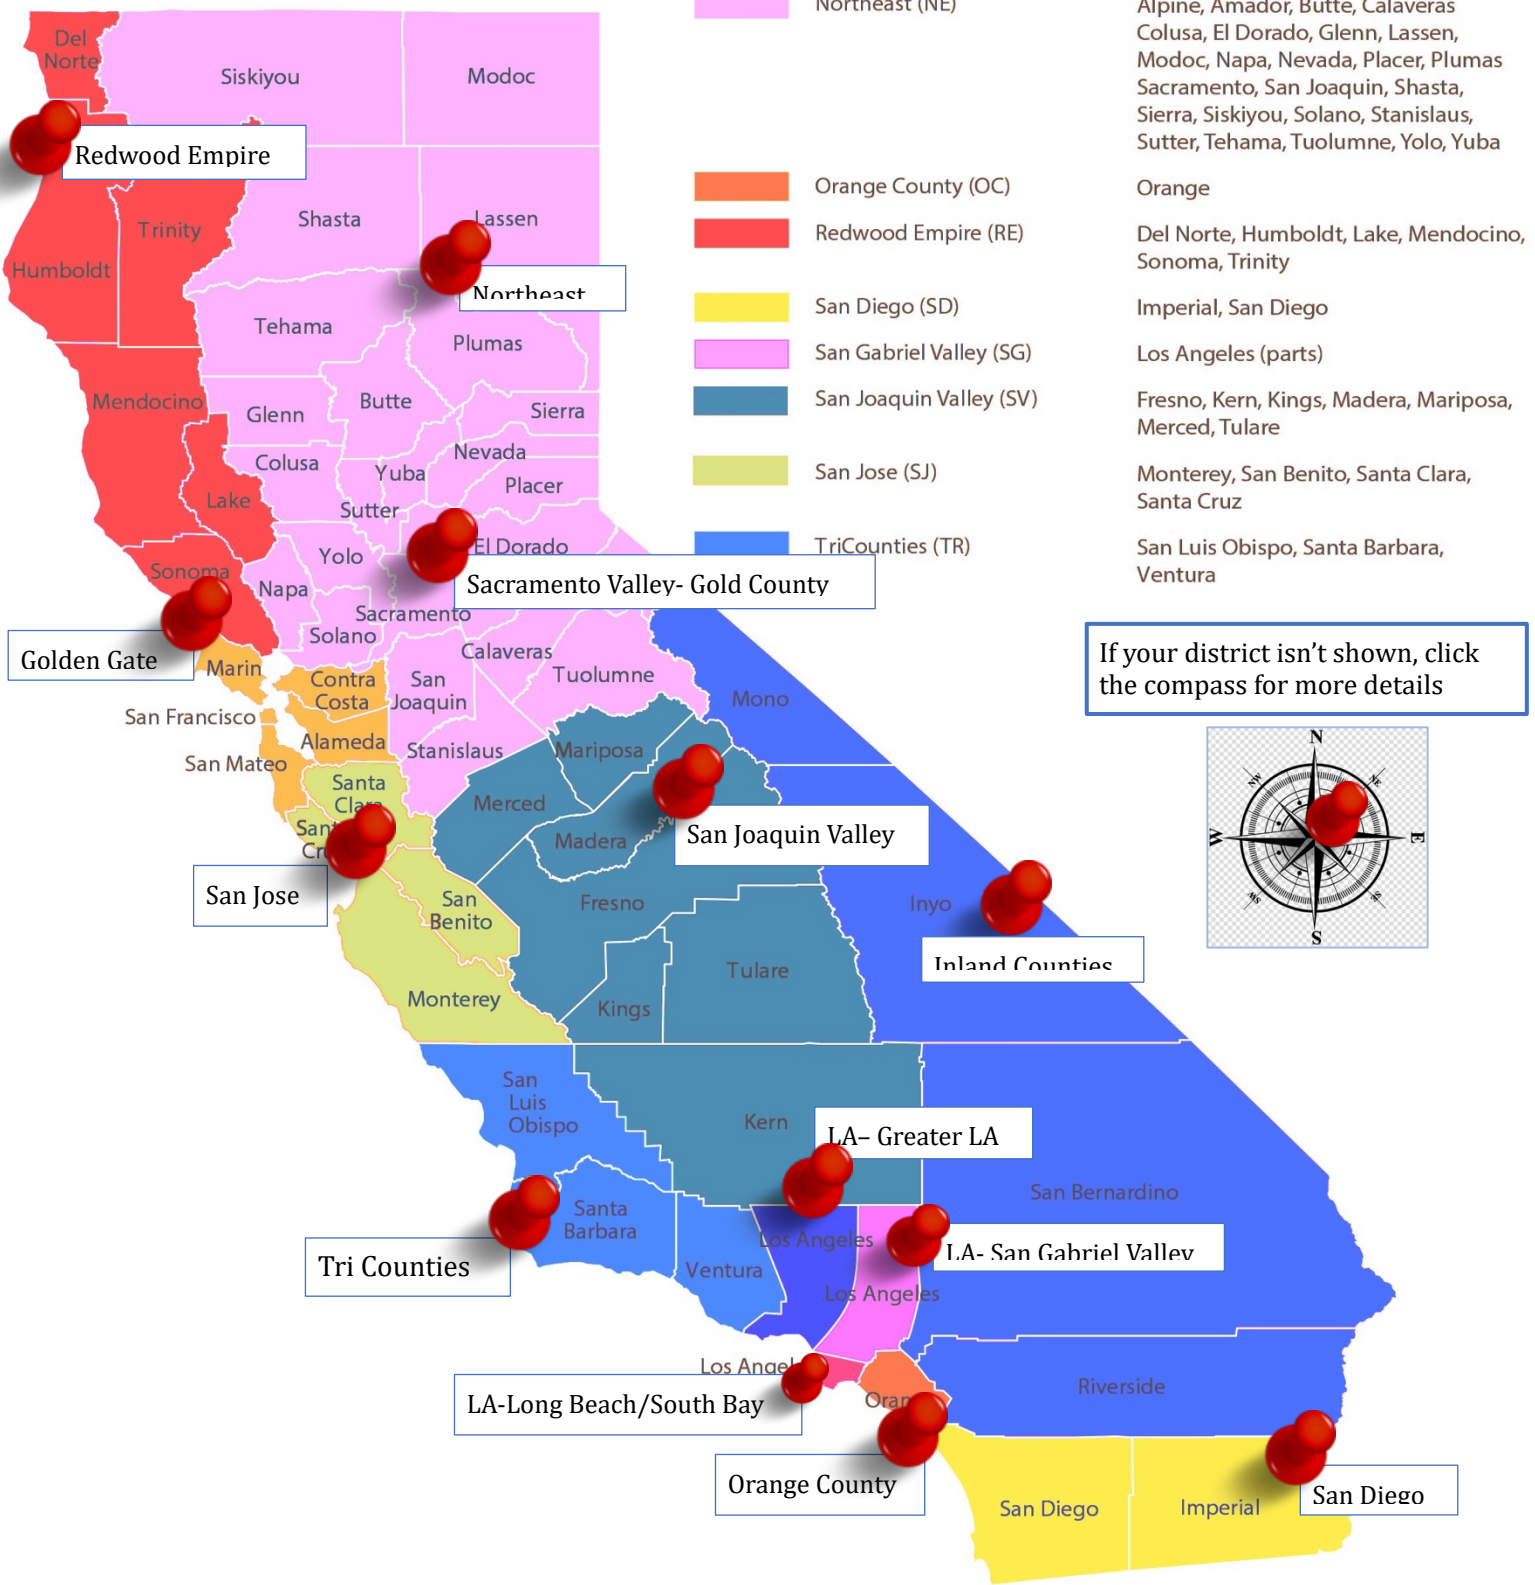 Northeast (NE)
Alpine, Amador, Butte, Calaveras
Colusa, El Dorado, Glenn, Lassen,
Modoc, Napa, Nevada, Placer, Plumas
Sacramento, San Joaquin, Shasta,
Sierra, Siskiyou, Solano, Stanislaus,
Sutter, Tehama, Tuolumne, Yolo, Yuba
Orange County (OC)
Orange
Redwood Empire (RE)
Del Norte, Humboldt, Lake, Mendocino,
Sonoma, Trinity
San Diego (SD)
Imperial, San Diego
San Gabriel Valley (SG)
Los Angeles (parts)
San Joaquin Valley (SV)
Fresno, Kern, Kings, Madera, Mariposa,
Merced, Tulare
San Jose (SJ)
Monterey, San Benito, Santa Clara,
Santa Cruz
TriCounties (TR)
San Luis Obispo, Santa Barbara,
Ventura
If your district isn't shown, click
the compass for more details
N
NW
NE
W
E
SE
S
Del
Norte
Siskiyou
Modoc
Redwood Empire
Trinity
Shasta
Lassen
Humboldt
Northeast
Tehama
Plumas
Mendocino
Glenn
Butte
Sierra
Colusa
Nevada
Yuba
Placer
Lake
Sutter
Yolo
El Dorado
Sonoma
Napa
Sacramento Valley- Gold County
Sacramento
Solano
Golden Gate
Marin
Calaveras
Contra
Costa
San
Joaquin
Tuolumne
Mono
San Francisco
Alameda
Stanislaus
Mariposa
San Mateo
Santa
Clara
Merced
Madera
San Joaquin Valley
San Jose
San
Benito
Fresno
Inyo
Inland Counties
Tulare
Monterey
Kings
San
Luis
Obispo
Kern
LA– Greater LA
San Bernardino
Santa
Barbara
Los Angeles
LA- San Gabriel Valley
Tri Counties
Ventura
Los Angeles
Los Angel
LA-Long Beach/South Bay
Oran
Riverside
Orange County
San Diego
Imperial
San Diego